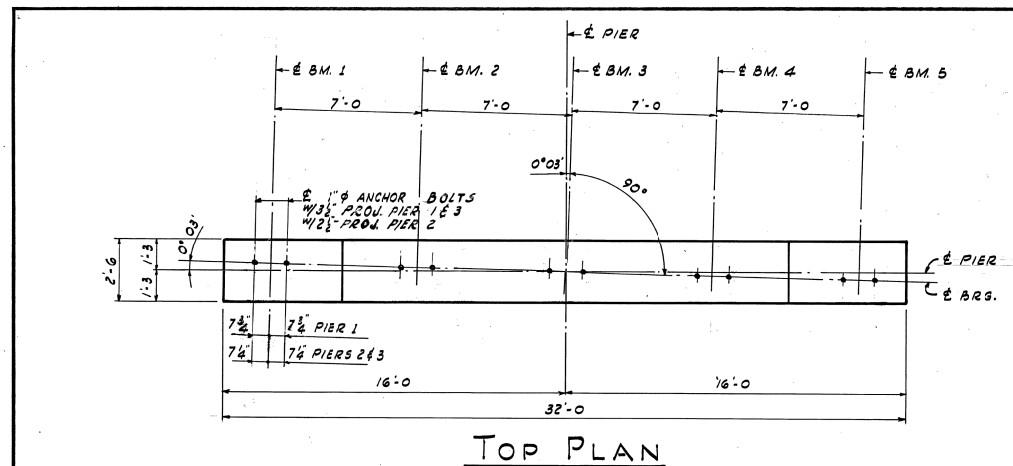 ℄ PIER
℄ BM. 1
℄ BM. 2
℄ BM. 3
℄ BM. 4
℄ BM. 5
7'-0
7'-0
7'-0
7'-0
0°03'
90°
℄ 1" φ ANCHOR BOLTS
W/3½" PROJ. PIER 1 & 3
W/2½" PROJ. PIER 2
0°03'
2'-6
1'-3
1'-3
℄ PIER
℄ BRG.
7¾" 7¾" PIER 1
7¼" 7¼" PIERS 2 & 3
16'-0
16'-0
32'-0
TOP PLAN